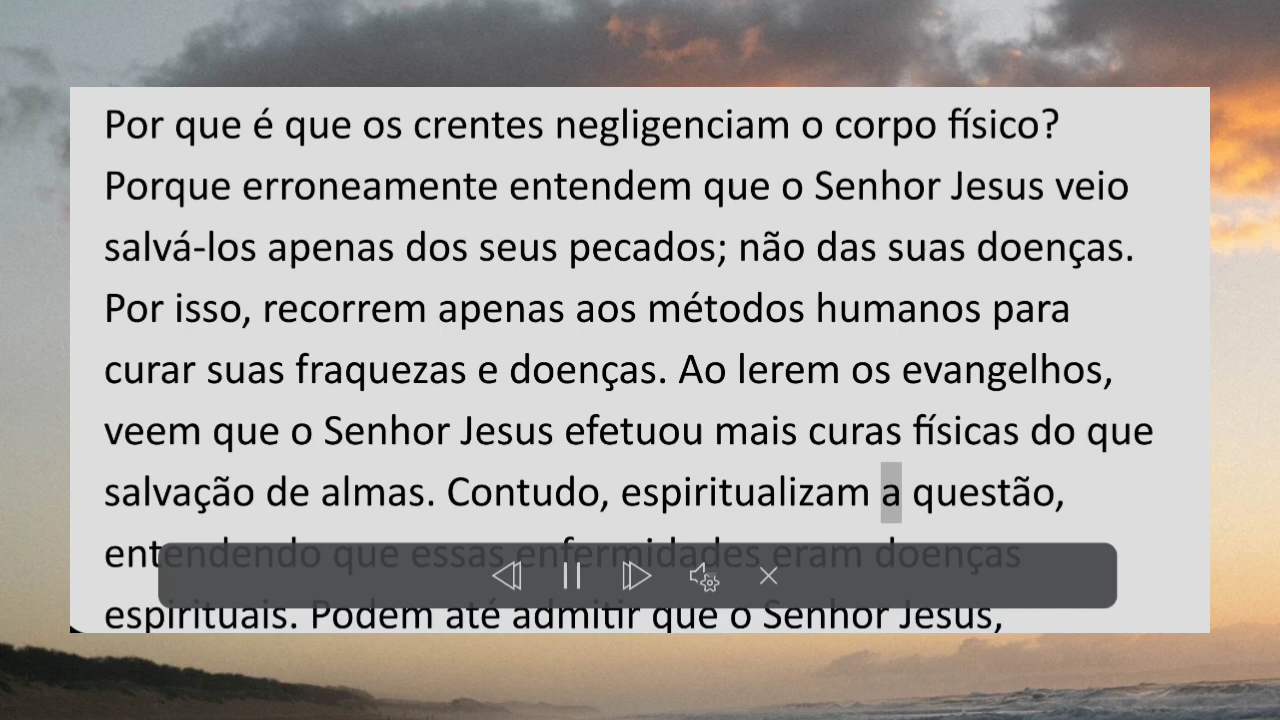 Por que é que os crentes negligenciam o corpo físico?
Porque erroneamente entendem que o Senhor Jesus veio
salvá-los apenas dos seus pecados; não das suas doenças.
Por isso, recorrem apenas aos métodos humanos para
curar suas fraquezas e doenças. Ao lerem os evangelhos,
veem que o Senhor Jesus efetuou mais curas físicas do que
salvação de almas. Contudo, espiritualizam a questão,
entendendo que essas enfermidades eram doenças
espirituais. Podem até admitir que o Senhor Jesus,